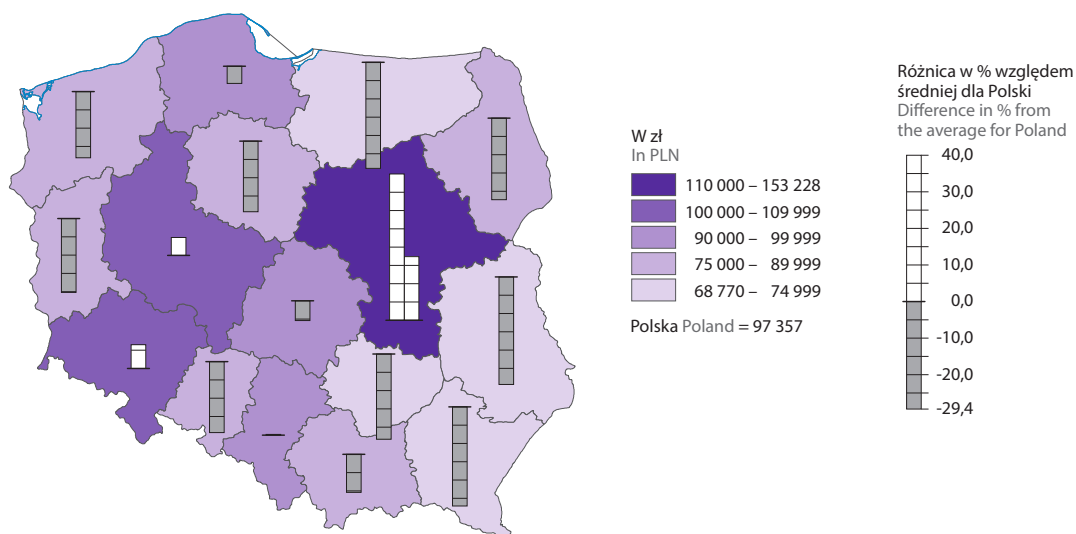 W zł
In PLN
110 000 – 153 228
100 000 – 109 999
90 000 – 99 999
75 000 – 89 999
68 770 – 74 999
Polska Poland = 97 357
Różnica w % względem
średniej dla Polski
Difference in % from
the average for Poland
40,0
30,0
20,0
10,0
0,0
-10,0
-20,0
-29,4